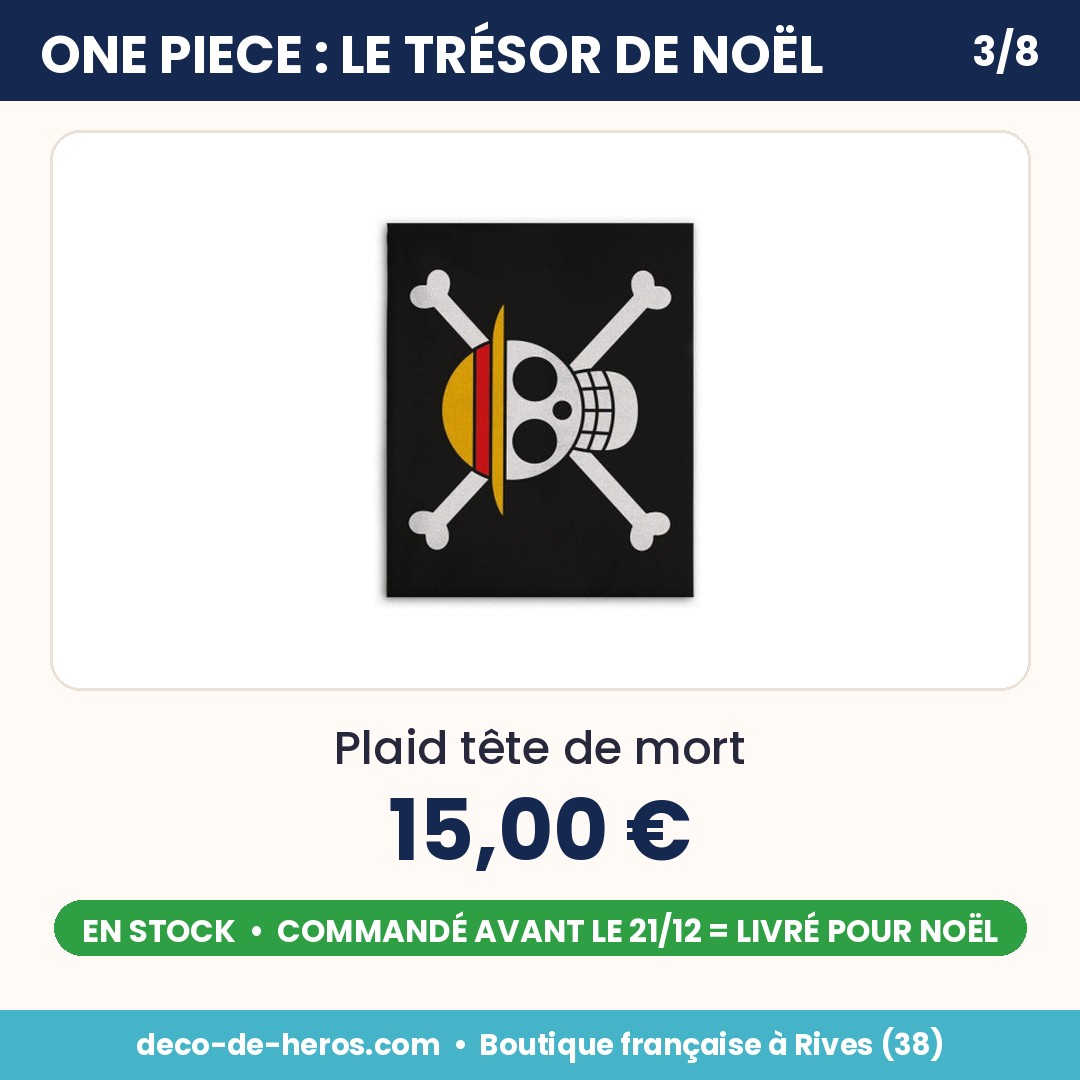 ONE PIECE : LE TRÉSOR DE NOËL
3/8
Plaid tête de mort
15,00 €
EN STOCK • COMMANDÉ AVANT LE 21/12 = LIVRÉ POUR NOËL
deco-de-heros.com • Boutique française à Rives (38)